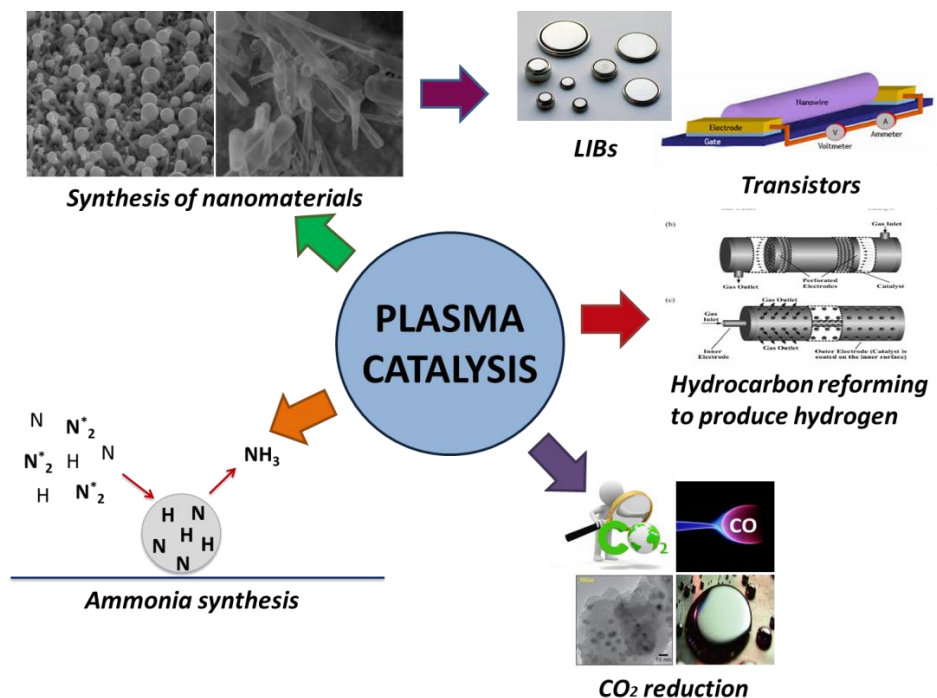 Synthesis of nanomaterials
LIBs
Nanowire
Electrode
Gate
V
A
Voltmeter
Ammeter
Transistors
PLASMA
CATALYSIS
(b)
Gas Inlet
Gas Outlet
Perforated
Electrodes
Catalyst
(c)
Gas Outlet
Gas
Inlet
Inner
Electrode
Gas Outlet
Outer Electrode (Catalyst is
coated on the inner surface)
Hydrocarbon reforming
to produce hydrogen
N
N*2
N
N*2
H
H
N*2
NH3
H
N
H
N
H
N
Ammonia synthesis
CO2
CO
10 nm
CO2 reduction